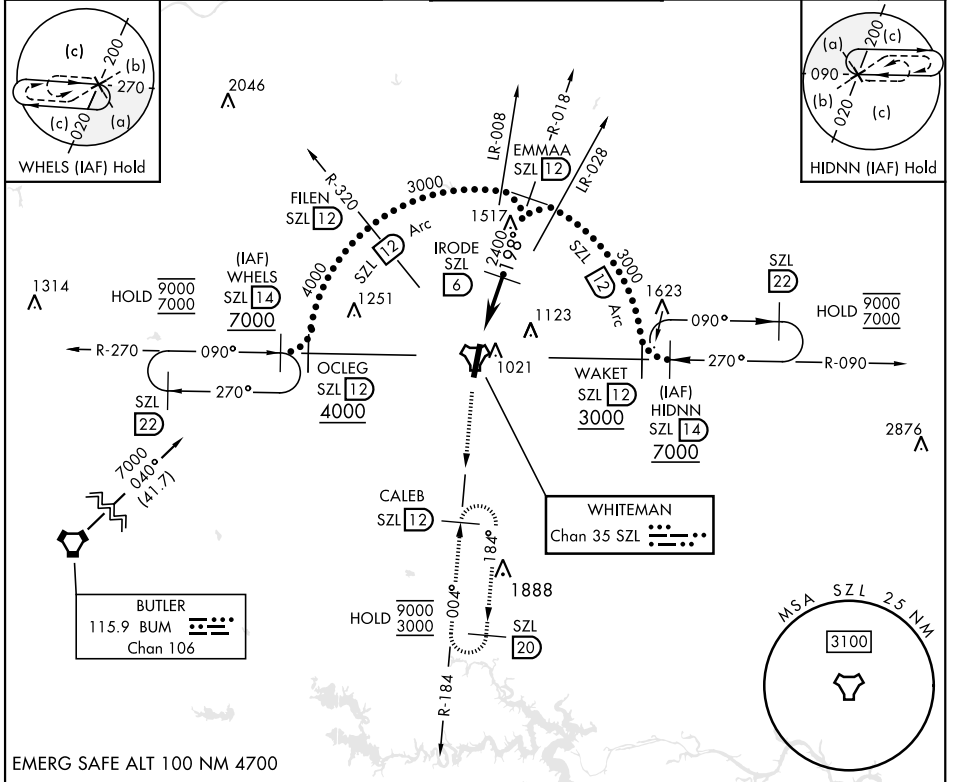 (c)
200
(b)
270
020
(c)
(a)
WHELS (IAF) Hold
2046
(a)
200
(c)
090
(b)
020
(c)
HIDNN (IAF) Hold
LR-008
R-018
EMMAA
SZL 12
LR-028
R-320
3000
FILEN
SZL 12
SZL 12 Arc
4000
1517
2400
198°
IRODE
SZL
6
SZL 12 Arc
3000
(IAF)
WHELS
SZL 14
7000
1314
HOLD 9000
7000
1251
1123
1021
1623
SZL
22
HOLD 9000
7000
R-270
090°
270°
SZL
22
OCLEG
SZL 12
4000
090°
270°
R-090
WAKET
SZL 12
3000
(IAF)
HIDNN
SZL 14
7000
2876
7000
040°
(41.7)
CALEB
SZL 12
WHITEMAN
Chan 35 SZL
184°
004°
1888
HOLD 9000
3000
SZL
20
BUTLER
115.9 BUM
Chan 106
R-184
MSA SZL 25 NM
3100
EMERG SAFE ALT 100 NM 4700